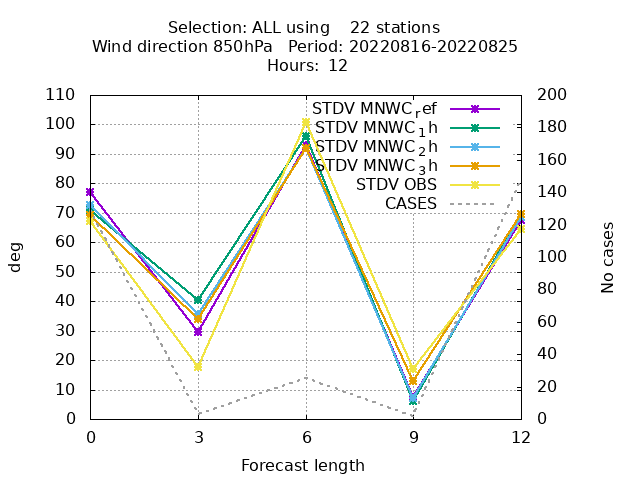 Selection: ALL using    22 stations
Wind direction 850hPa   Period: 20220816-20220825
Hours: 12
110
100
90
80
70
60
50
40
30
20
10
0
deg
200
180
160
140
120
100
80
60
40
20
0
No cases
STDV MNWC_ref
STDV MNWC_1h
STDV MNWC_2h
STDV MNWC_3h
STDV OBS
CASES
0 3 6 9 12
Forecast length